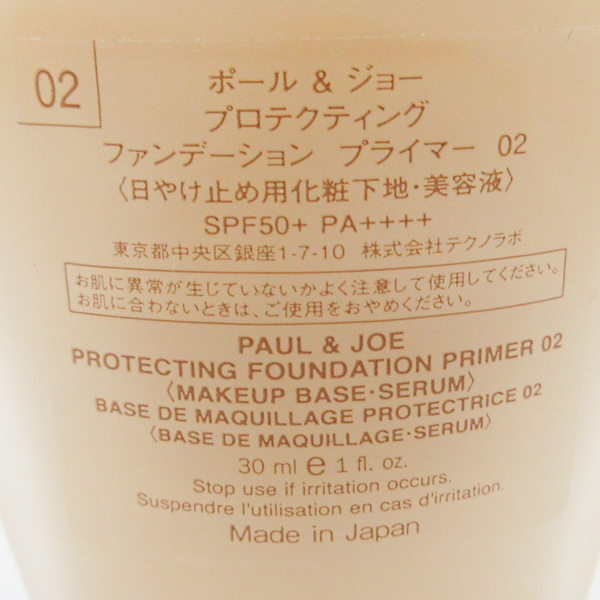 02
ポール & ジョー
プロテクティング
ファンデーション プライマー 02
〈日やけ止め用化粧下地・美容液〉
SPF50+ PA++++
東京都中央区銀座1-7-10 株式会社テクノラボ
お肌に異常が生じていないかよく注意して使用してください。
お肌に合わないときは、ご使用をおやめください。
PAUL & JOE
PROTECTING FOUNDATION PRIMER 02
〈MAKEUP BASE・SERUM〉
BASE DE MAQUILLAGE PROTECTRICE 02
〈BASE DE MAQUILLAGE・SERUM〉
30 ml ℮ 1 fl. oz.
Stop use if irritation occurs.
Suspendre l'utilisation en cas d'irritation.
Made in Japan